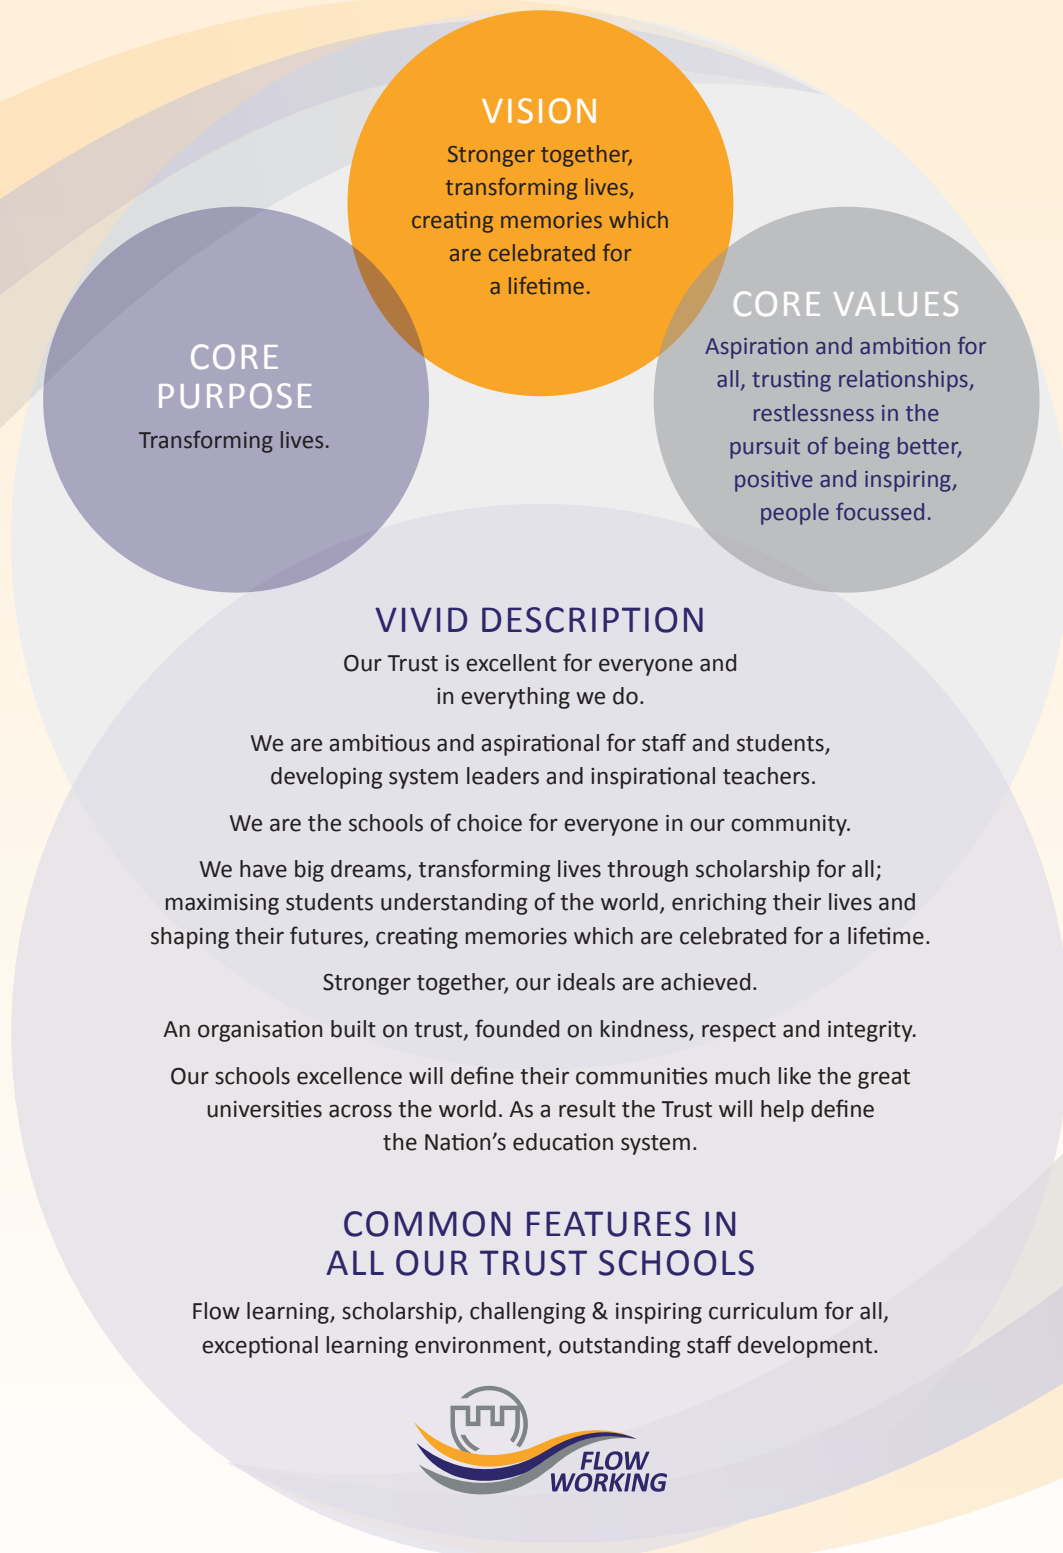 VISION
Stronger together,
transforming lives,
creating memories which
are celebrated for
a lifetime.
CORE
PURPOSE
Transforming lives.
CORE VALUES
Aspiration and ambition for
all, trusting relationships,
restlessness in the
pursuit of being better,
positive and inspiring,
people focussed.
VIVID DESCRIPTION
Our Trust is excellent for everyone and
in everything we do.
We are ambitious and aspirational for staff and students,
developing system leaders and inspirational teachers.
We are the schools of choice for everyone in our community.
We have big dreams, transforming lives through scholarship for all;
maximising students understanding of the world, enriching their lives and
shaping their futures, creating memories which are celebrated for a lifetime.
Stronger together, our ideals are achieved.
An organisation built on trust, founded on kindness, respect and integrity.
Our schools excellence will define their communities much like the great
universities across the world. As a result the Trust will help define
the Nation’s education system.
COMMON FEATURES IN
ALL OUR TRUST SCHOOLS
Flow learning, scholarship, challenging & inspiring curriculum for all,
exceptional learning environment, outstanding staff development.
FLOW
WORKING